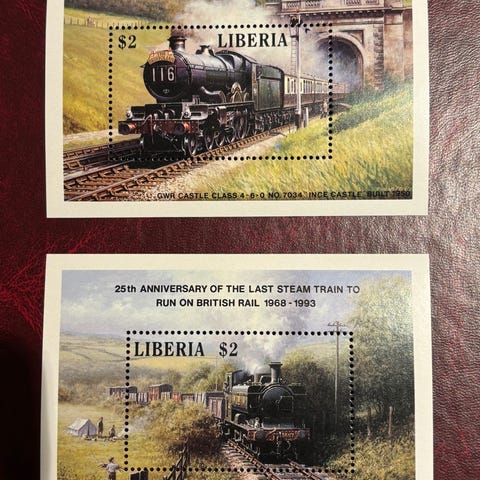 $2 LIBERIA
116
GWR CASTLE CLASS 4-6-0 NO. 7034 "INCE CASTLE" BUILT 1950
25th ANNIVERSARY OF THE LAST STEAM TRAIN TO
RUN ON BRITISH RAIL 1968-1993
LIBERIA $2